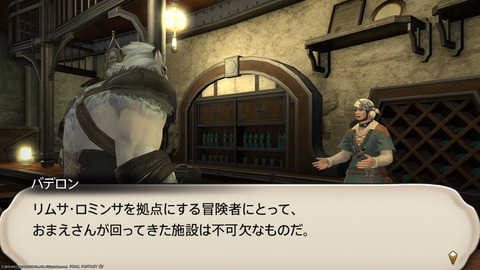 バデロン
リムサ・ロミンサを拠点にする冒険者にとって、
おまえさんが回ってきた施設は不可欠なものだ。